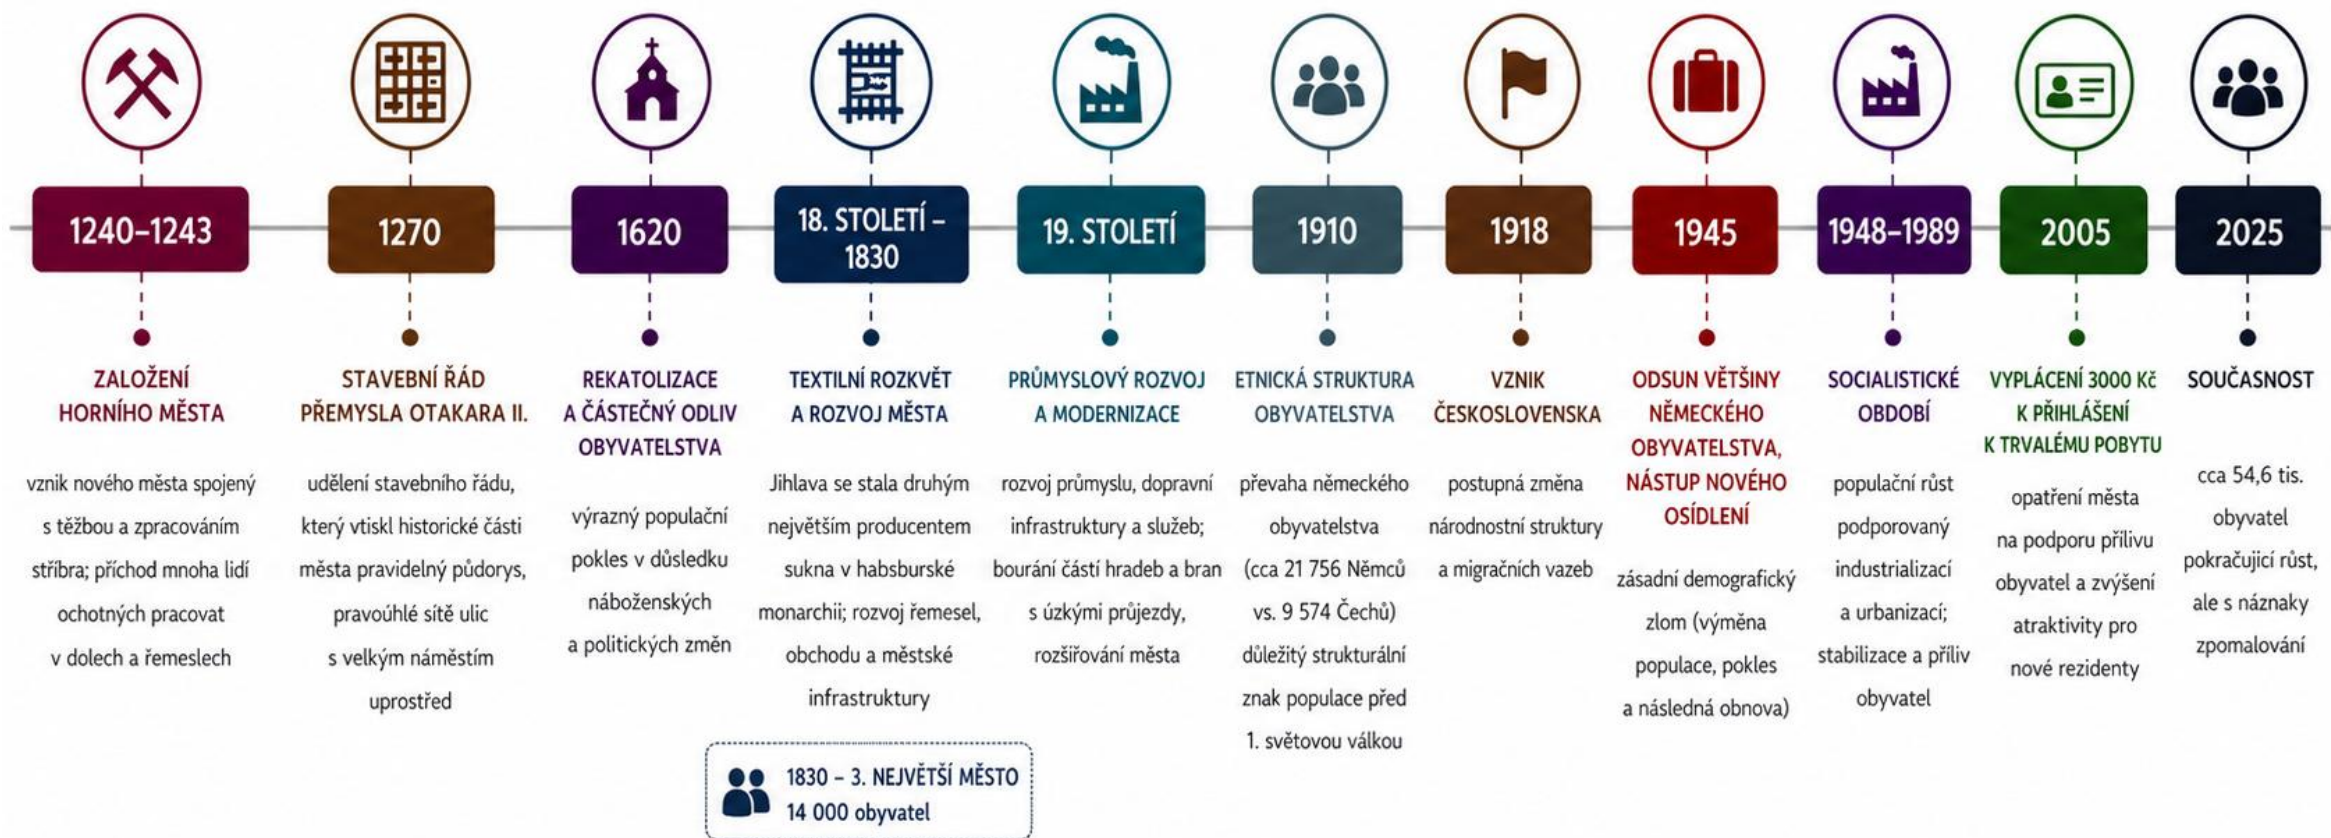 1240–1243
ZALOŽENÍ
HORNÍHO MĚSTA
vznik nového města spojený
s těžbou a zpracováním
stříbra; příchod mnoha lidí
ochotných pracovat
v dolech a řemeslech
1270
STAVEBNÍ ŘÁD
PŘEMYSLA OTAKARA II.
udělení stavebního řádu,
který vtiskl historické části
města pravidelný půdorys,
pravoúhlé sítě ulic
s velkým náměstím
uprostřed
1620
REKATOLIZACE
A ČÁSTEČNÝ ODLIV
OBYVATELSTVA
výrazný populační
pokles v důsledku
náboženských
a politických změn
18. STOLETÍ –
1830
TEXTILNÍ ROZKVĚT
A ROZVOJ MĚSTA
Jihlava se stala druhým
největším producentem
sukna v habsburské
monarchii; rozvoj řemesel,
obchodu a městské
infrastruktury
1830 – 3. NEJVĚTŠÍ MĚSTO
14 000 obyvatel
19. STOLETÍ
PRŮMYSLOVÝ ROZVOJ
A MODERNIZACE
rozvoj průmyslu, dopravní
infrastruktury a služeb;
bourání částí hradeb a bran
s úzkými průjezdy,
rozšiřování města
1910
ETNICKÁ STRUKTURA
OBYVATELSTVA
převaha německého
obyvatelstva
(cca 21 756 Němců
vs. 9 574 Čechů)
důležitý strukturální
znak populace před
1. světovou válkou
1918
VZNIK
ČESKOSLOVENSKA
postupná změna
národnostní struktury
a migračních vazeb
1945
ODSUN VĚTŠINY
NĚMECKÉHO
OBYVATELSTVA,
NÁSTUP NOVÉHO
OSÍDLENÍ
zásadní demografický
zlom (výměna
populace, pokles
a následná obnova)
1948–1989
SOCIALISTICKÉ
OBDOBÍ
populační růst
podporovaný
industrializací
a urbanizací;
stabilizace a příliv
obyvatel
2005
VYPLÁCENÍ 3000 Kč
K PŘIHLÁŠENÍ
K TRVALÉMU POBYTU
opatření města
na podporu přílivu
obyvatel a zvýšení
atraktivity pro
nové rezidenty
2025
SOUČASNOST
cca 54,6 tis.
obyvatel
pokračující růst,
ale s náznaky
zpomalování